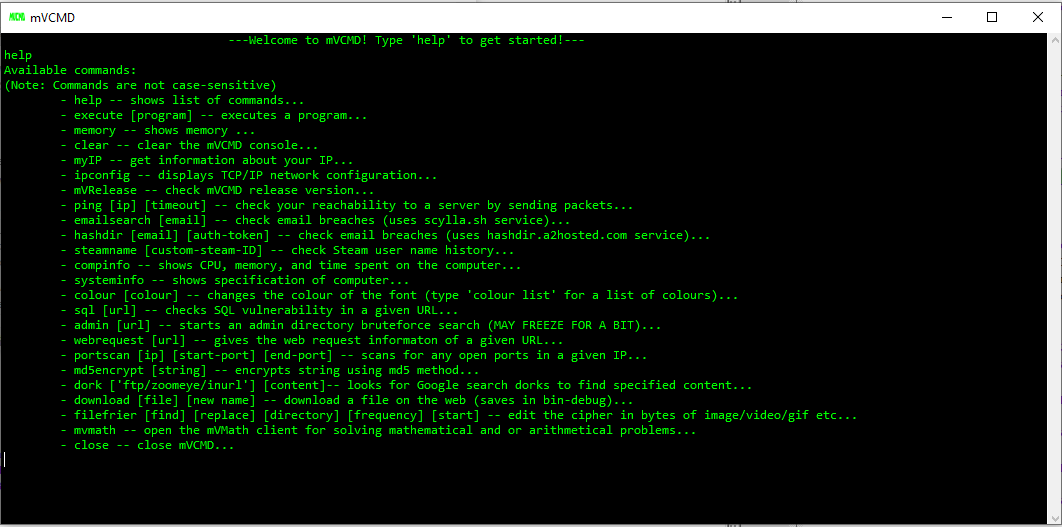 mVCMD
---Welcome to mVCMD! Type 'help' to get started!---
help
Available commands:
(Note: Commands are not case-sensitive)
- help -- shows list of commands...
- execute [program] -- executes a program...
- memory -- shows memory ...
- clear -- clear the mVCMD console...
- myIP -- get information about your IP...
- ipconfig -- displays TCP/IP network configuration...
- mVRelease -- check mVCMD release version...
- ping [ip] [timeout] -- check your reachability to a server by sending packets...
- emailsearch [email] -- check email breaches (uses scylla.sh service)...
- hashdir [email] [auth-token] -- check email breaches (uses hashdir.a2hosted.com service)...
- steamname [custom-steam-ID] -- check Steam user name history...
- compinfo -- shows CPU, memory, and time spent on the computer...
- systeminfo -- shows specification of computer...
- colour [colour] -- changes the colour of the font (type 'colour list' for a list of colours)...
- sql [url] -- checks SQL vulnerability in a given URL...
- admin [url] -- starts an admin directory bruteforce search (MAY FREEZE FOR A BIT)...
- webrequest [url] -- gives the web request informaton of a given URL...
- portscan [ip] [start-port] [end-port] -- scans for any open ports in a given IP...
- md5encrypt [string] -- encrypts string using md5 method...
- dork ['ftp/zoomeye/inurl'] [content]-- looks for Google search dorks to find specified content...
- download [file] [new name] -- download a file on the web (saves in bin-debug)...
- filefrier [find] [replace] [directory] [frequency] [start] -- edit the cipher in bytes of image/video/gif etc...
- mvmath -- open the mVMath client for solving mathematical and or arithmetical problems...
- close -- close mVCMD...